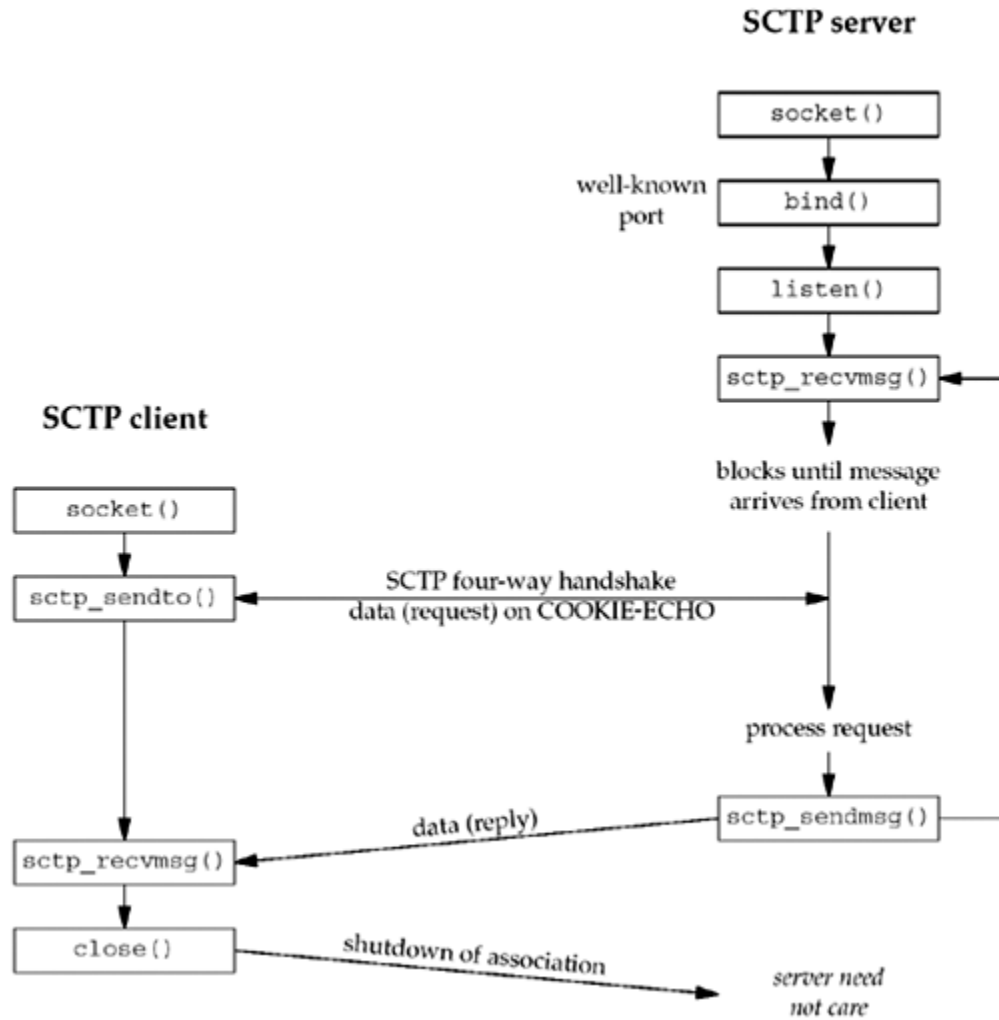 SCTP server
socket()
well-known
port
bind()
listen()
sctp_recvmsg()
blocks until message
arrives from client
SCTP client
socket()
sctp_sendto()
SCTP four-way handshake
data (request) on COOKIE-ECHO
process request
sctp_sendmsg()
data (reply)
sctp_recvmsg()
close()
shutdown of association
server need
not care